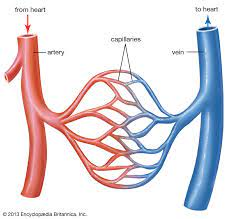 from heart
to heart
capillaries
artery
vein
© 2013 Encyclopædia Britannica, Inc.